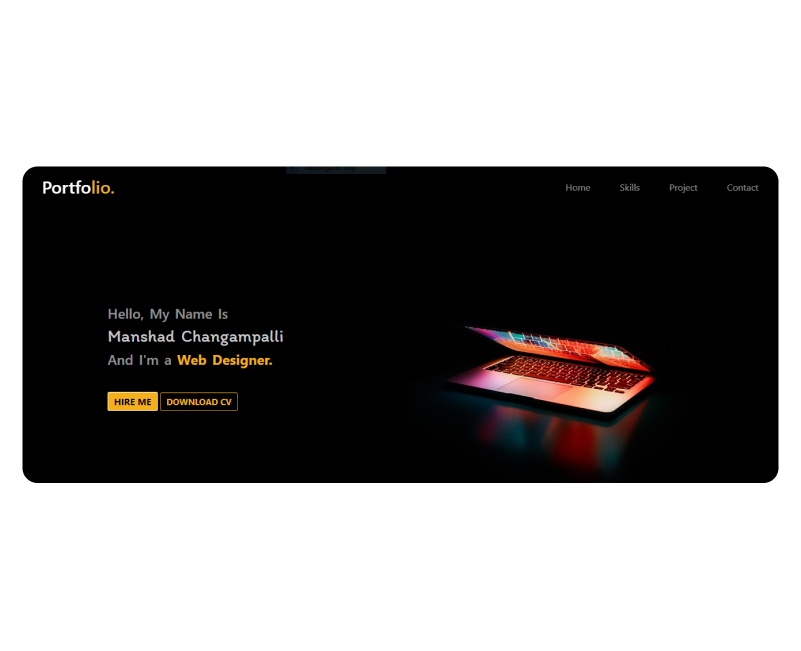 Portfolio.
Home Skills Project Contact
Hello, My Name Is
Manshad Changampalli
And I'm a Web Designer.
HIRE ME DOWNLOAD CV